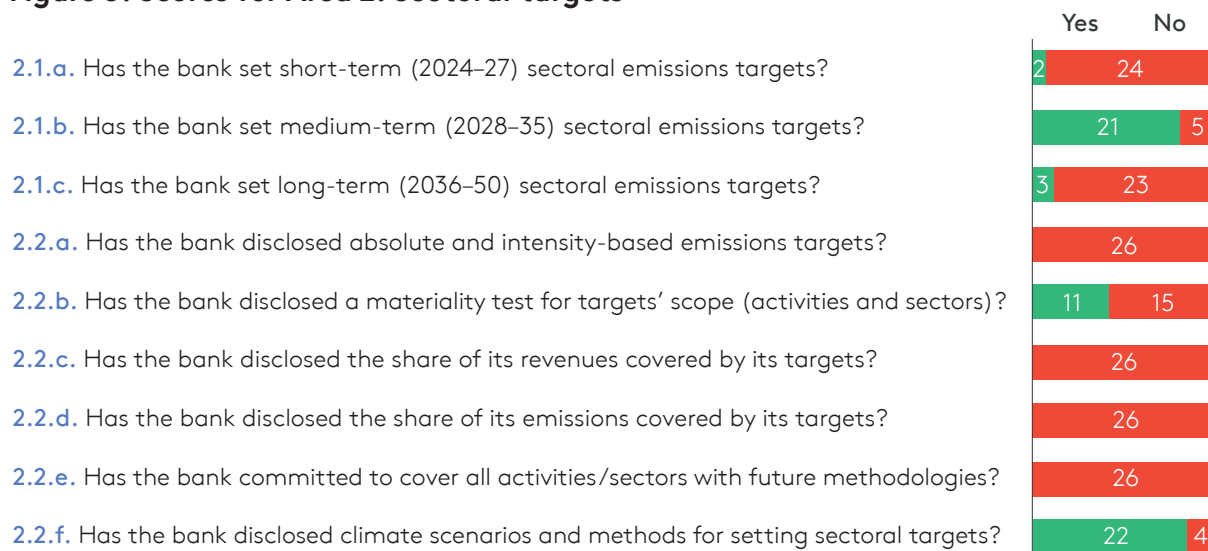 Yes No
2.1.a. Has the bank set short-term (2024–27) sectoral emissions targets? 2 24
2.1.b. Has the bank set medium-term (2028–35) sectoral emissions targets? 21 5
2.1.c. Has the bank set long-term (2036–50) sectoral emissions targets? 3 23
2.2.a. Has the bank disclosed absolute and intensity-based emissions targets? 26
2.2.b. Has the bank disclosed a materiality test for targets’ scope (activities and sectors)? 11 15
2.2.c. Has the bank disclosed the share of its revenues covered by its targets? 26
2.2.d. Has the bank disclosed the share of its emissions covered by its targets? 26
2.2.e. Has the bank committed to cover all activities/sectors with future methodologies? 26
2.2.f. Has the bank disclosed climate scenarios and methods for setting sectoral targets? 22 4